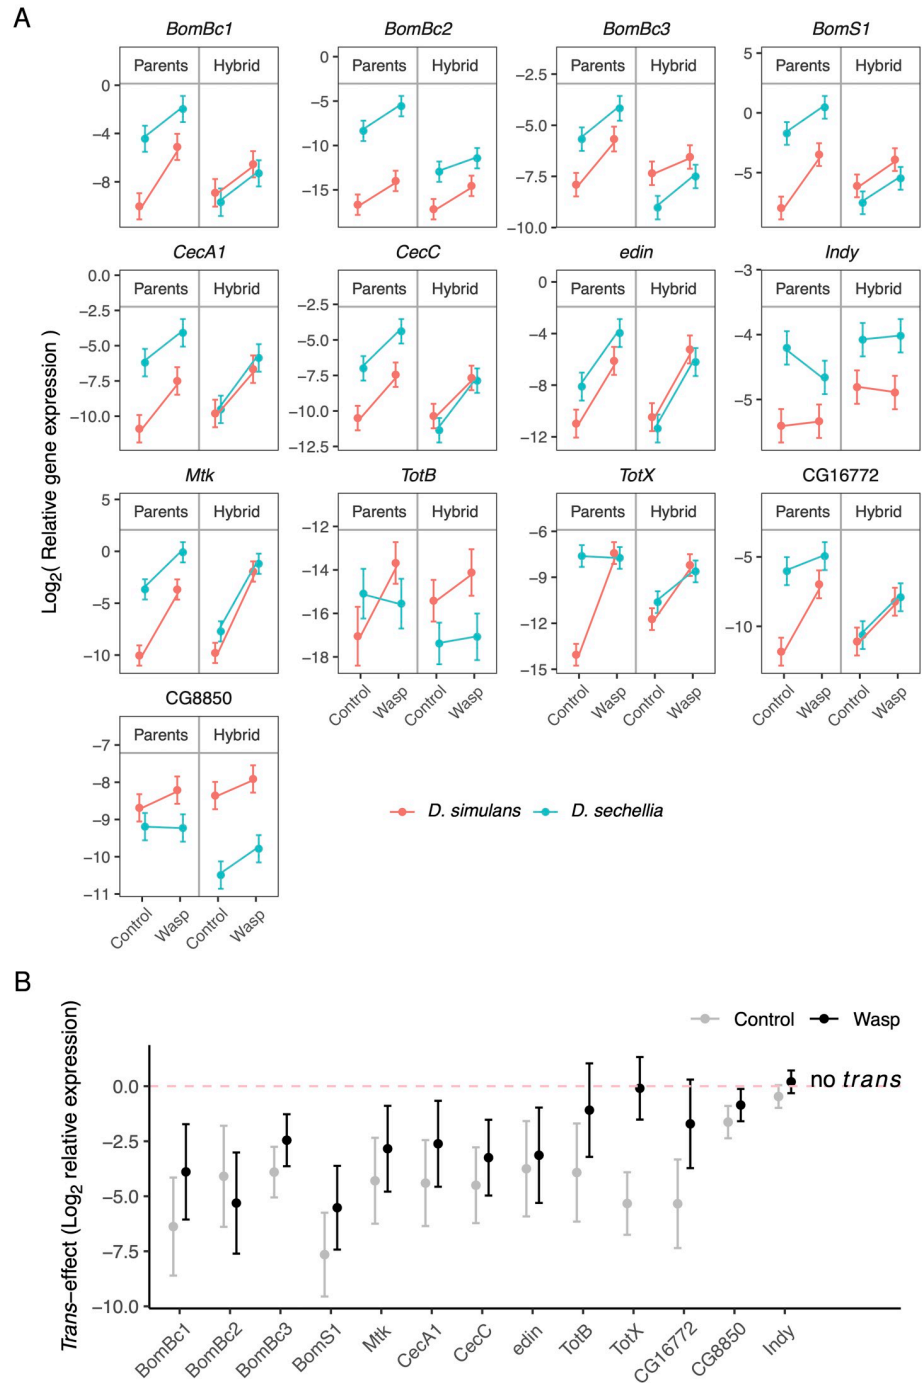 A
BomBc1 BomBc2 BomBc3 BomS1
Parents Hybrid Parents Hybrid Parents Hybrid Parents Hybrid
0 −4 −8
0 −5 −10 −15
−2.5 −5.0 −7.5 −10.0
5 0 −5
CecA1 CecC edin Indy
Parents Hybrid Parents Hybrid Parents Hybrid Parents Hybrid
0.0 −2.5 −5.0 −7.5 −10.0
−2.5 −5.0 −7.5 −10.0 −12.5
0 −4 −8 −12
−3 −4 −5
Log2( Relative gene expression )
Mtk TotB TotX CG16772
Parents Hybrid Parents Hybrid Parents Hybrid Parents Hybrid
5 0 −5 −10
−12 −14 −16 −18
−6 −9 −12 −15
−5 −10
Control Wasp Control Wasp Control Wasp Control Wasp Control Wasp Control Wasp
CG8850
Parents Hybrid
−7 −8 −9 −10 −11
Control Wasp Control Wasp
D. simulans D. sechellia
B
Control Wasp
Trans−effect (Log2 relative expression)
0.0 −2.5 −5.0 −7.5 −10.0
no trans
BomBc1 BomBc2 BomBc3 BomS1 Mtk CecA1 CecC edin TotB TotX CG16772 CG8850 Indy